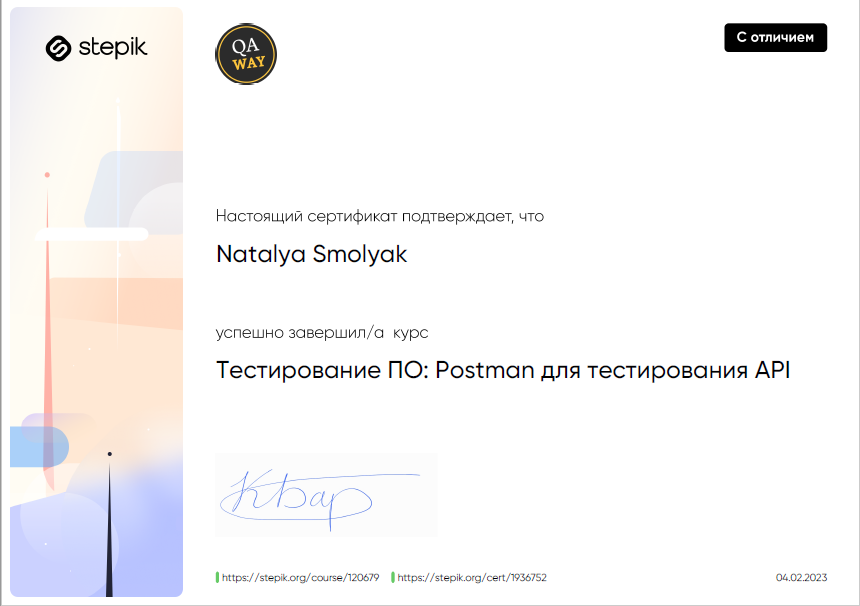 stepik
QA
WAY
С отличием
Настоящий сертификат подтверждает, что
Natalya Smolyak
успешно завершил/а курс
Тестирование ПО: Postman для тестирования API
https://stepik.org/course/120679 https://stepik.org/cert/1936752
04.02.2023